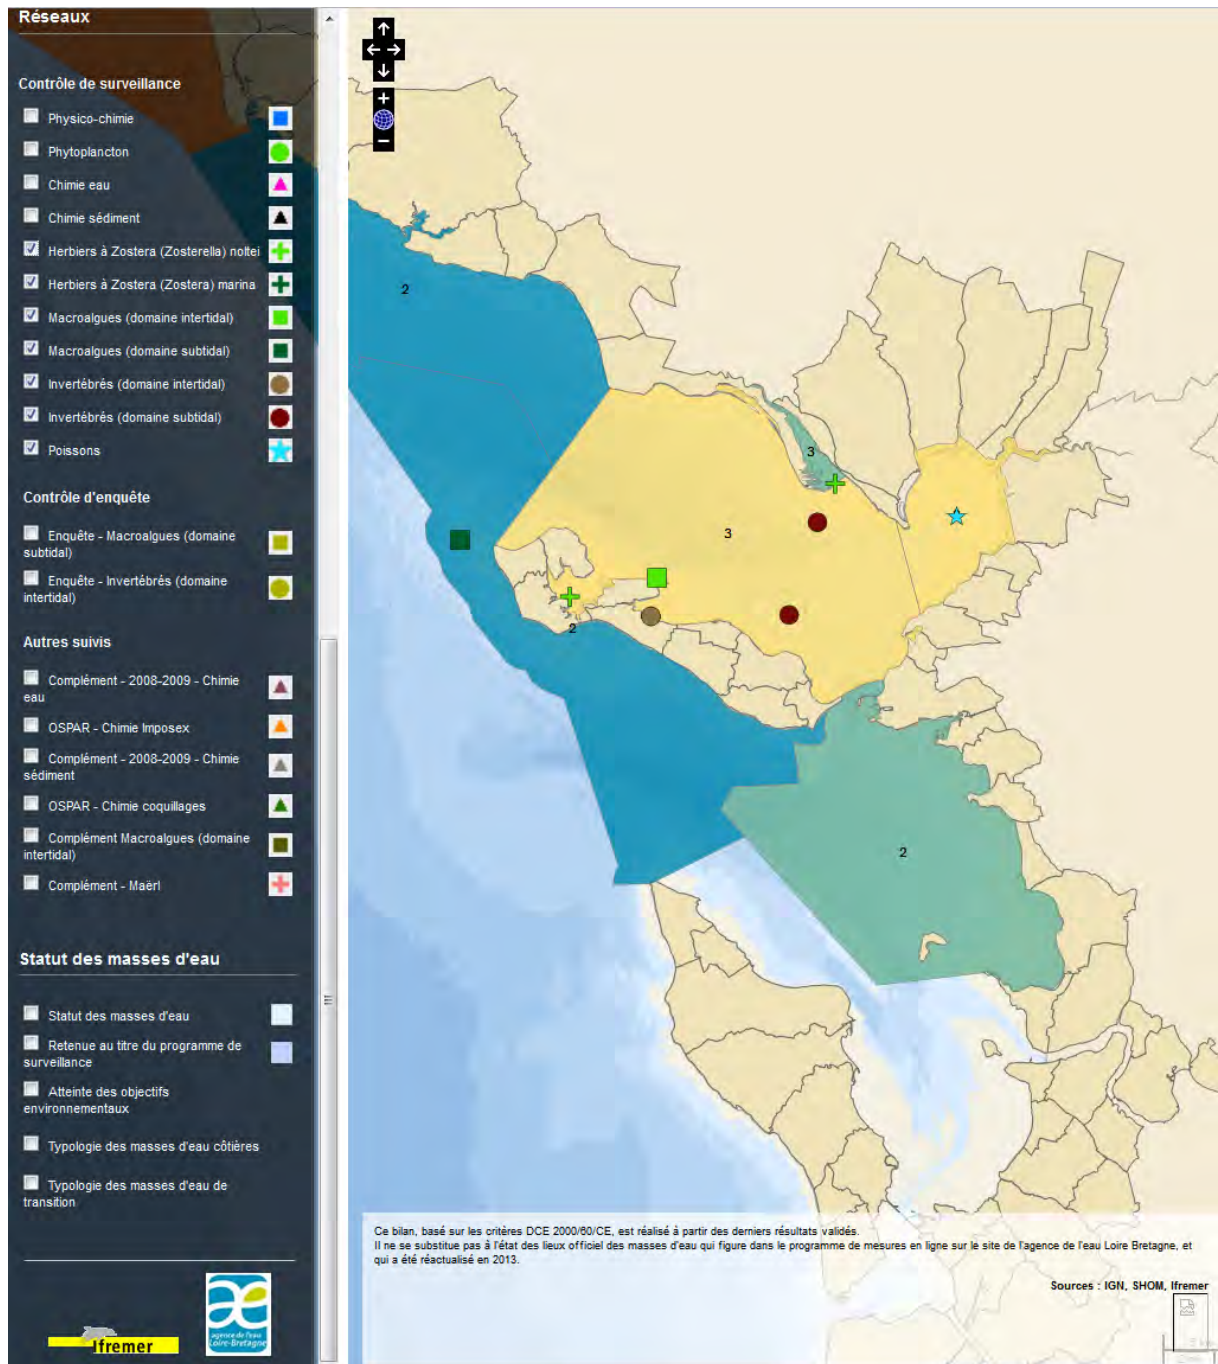 Réseaux
Contrôle de surveillance
Physico-chimie
Phytoplancton
Chimie eau
Chimie sédiment
Herbiers à Zostera (Zosterella) noltei
Herbiers à Zostera (Zostera) marina
Macroalgues (domaine intertidal)
Macroalgues (domaine subtidal)
Invertébrés (domaine intertidal)
Invertébrés (domaine subtidal)
Poissons
Contrôle d'enquête
Enquête - Macroalgues (domaine
subtidal)
Enquête - Invertébrés (domaine
intertidal)
Autres suivis
Complément - 2008-2009 - Chimie
eau
OSPAR - Chimie Imposex
Complément - 2008-2009 - Chimie
sédiment
OSPAR - Chimie coquillages
Complément Macroalgues (domaine
intertidal)
Complément - Maërl
Statut des masses d'eau
Statut des masses d'eau
Retenue au titre du programme de
surveillance
Atteinte des objectifs
environnementaux
Typologie des masses d'eau côtières
Typologie des masses d'eau de
transition
Ifremer
agence de l'eau
Loire-Bretagne
2
3
3
2
2
Ce bilan, basé sur les critères DCE 2000/60/CE, est réalisé à partir des derniers résultats validés.
Il ne se substitue pas à l'état des lieux officiel des masses d'eau qui figure dans le programme de mesures en ligne sur le site de l'agence de l'eau Loire Bretagne, et
qui a été réactualisé en 2013.
Sources : IGN, SHOM, Ifremer